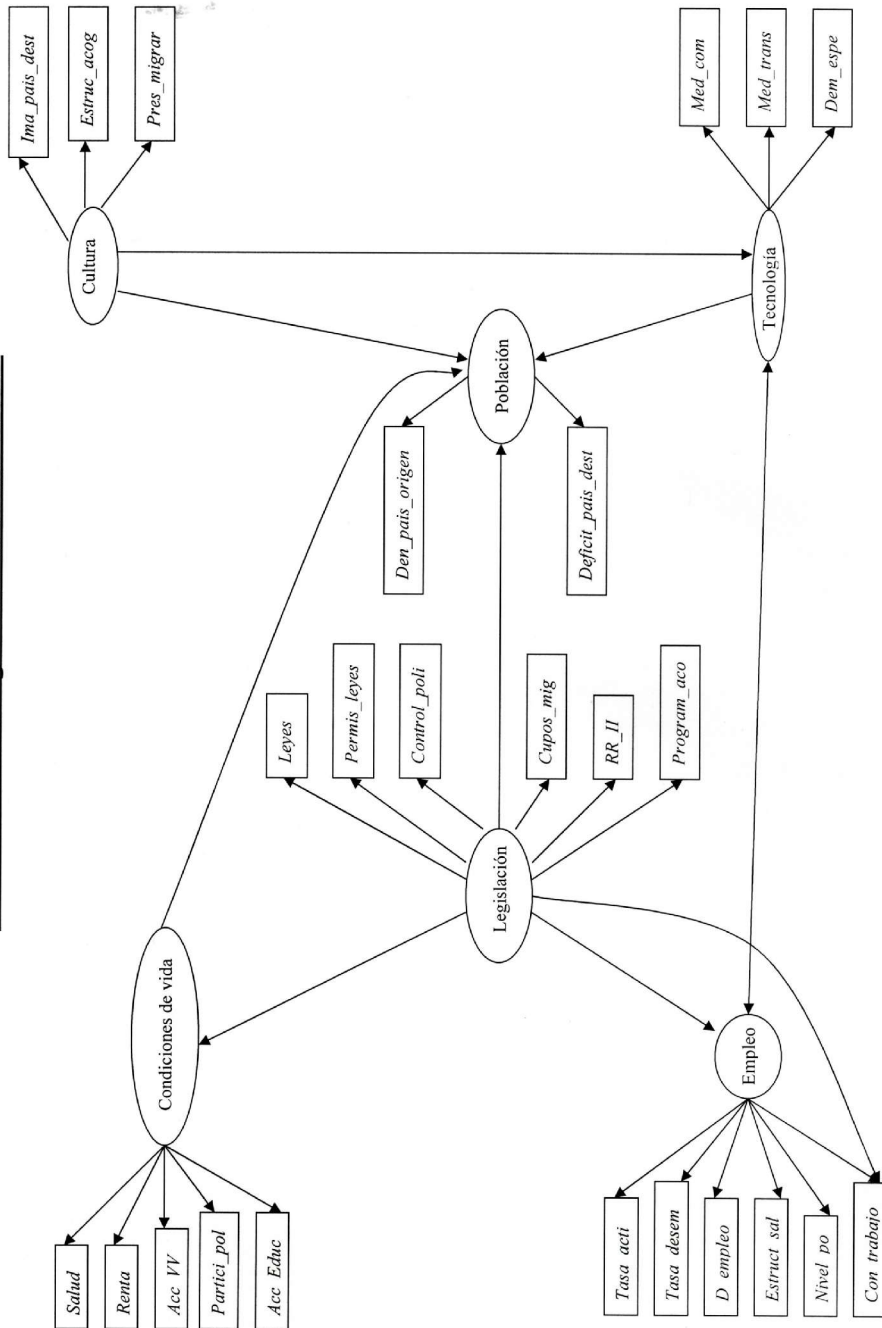 Ima_pais_dest
Estruc_acog
Pres_migrar
Cultura
Med_com
Med_trans
Dem_espe
Tecnología
Población
Den_pais_origen
Deficit_pais_dest
Leyes
Permis_leyes
Control_poli
Cupos_mig
RR_II
Program_aco
Legislación
Condiciones de vida
Salud
Renta
Acc VV
Partici_pol
Acc Educ
Empleo
Tasa acti
Tasa desem
D empleo
Estruct sal
Nivel po
Con trabajo